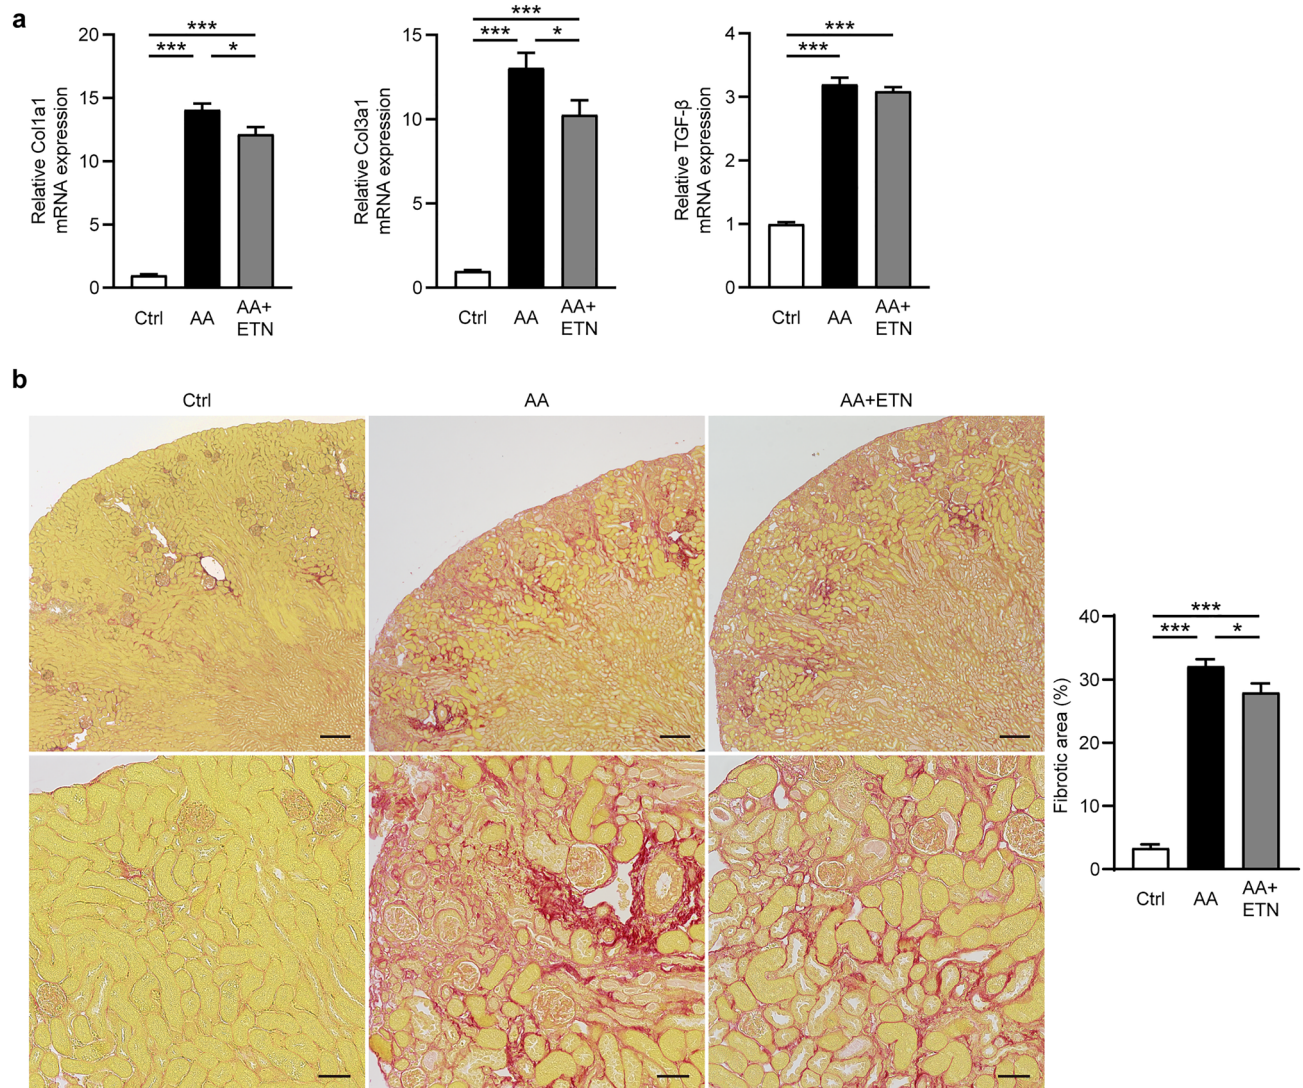 a
Relative Col1a1
mRNA expression
20
15
10
5
0
***
***
*
Ctrl
AA
AA+
ETN
Relative Col3a1
mRNA expression
15
10
5
0
***
***
*
Ctrl
AA
AA+
ETN
Relative TGF-β
mRNA expression
4
3
2
1
0
***
***
Ctrl
AA
AA+
ETN
b
Ctrl
AA
AA+ETN
Fibrotic area (%)
40
30
20
10
0
***
***
*
Ctrl
AA
AA+
ETN